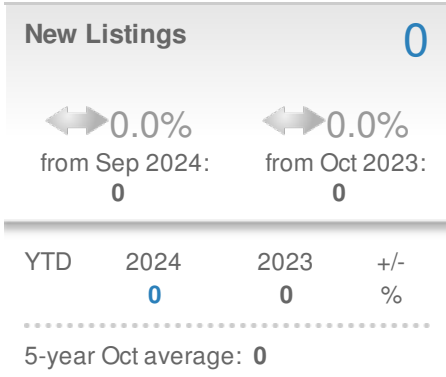 New Listings 0
0.0% 0.0%
from Sep 2024: from Oct 2023:
0 0
YTD 2024 2023 +/-
0 0 %
5-year Oct average: 0